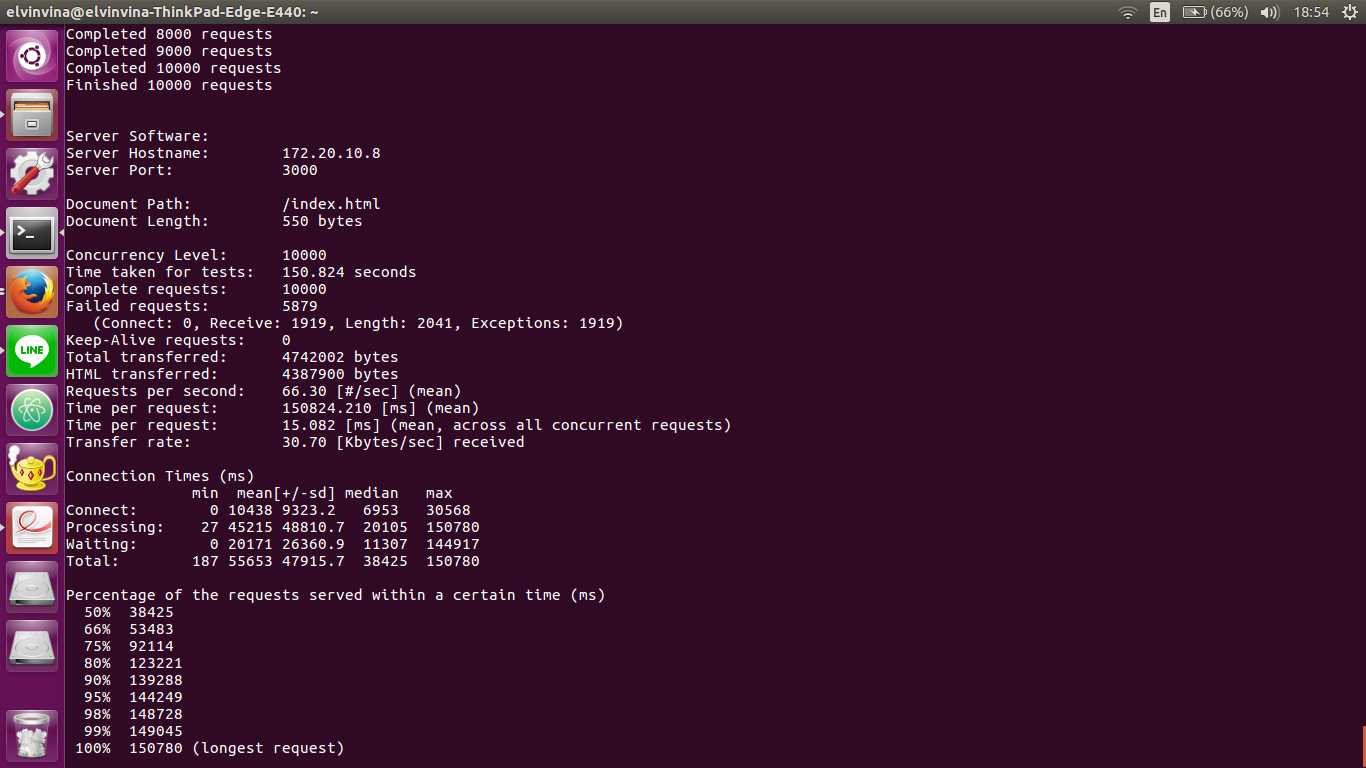 elvinvina@elvinvina-ThinkPad-Edge-E440: ~
En (66%) 18:54
Completed 8000 requests
Completed 9000 requests
Completed 10000 requests
Finished 10000 requests
Server Software:
Server Hostname: 172.20.10.8
Server Port: 3000
Document Path: /index.html
Document Length: 550 bytes
Concurrency Level: 10000
Time taken for tests: 150.824 seconds
Complete requests: 10000
Failed requests: 5879
(Connect: 0, Receive: 1919, Length: 2041, Exceptions: 1919)
Keep-Alive requests: 0
Total transferred: 4742002 bytes
HTML transferred: 4387900 bytes
Requests per second: 66.30 [#/sec] (mean)
Time per request: 150824.210 [ms] (mean)
Time per request: 15.082 [ms] (mean, across all concurrent requests)
Transfer rate: 30.70 [Kbytes/sec] received
Connection Times (ms)
min mean[+/-sd] median max
Connect: 0 10438 9323.2 6953 30568
Processing: 27 45215 48810.7 20105 150780
Waiting: 0 20171 26360.9 11307 144917
Total: 187 55653 47915.7 38425 150780
Percentage of the requests served within a certain time (ms)
50% 38425
66% 53483
75% 92114
80% 123221
90% 139288
95% 144249
98% 148728
99% 149045
100% 150780 (longest request)
>_
LINE